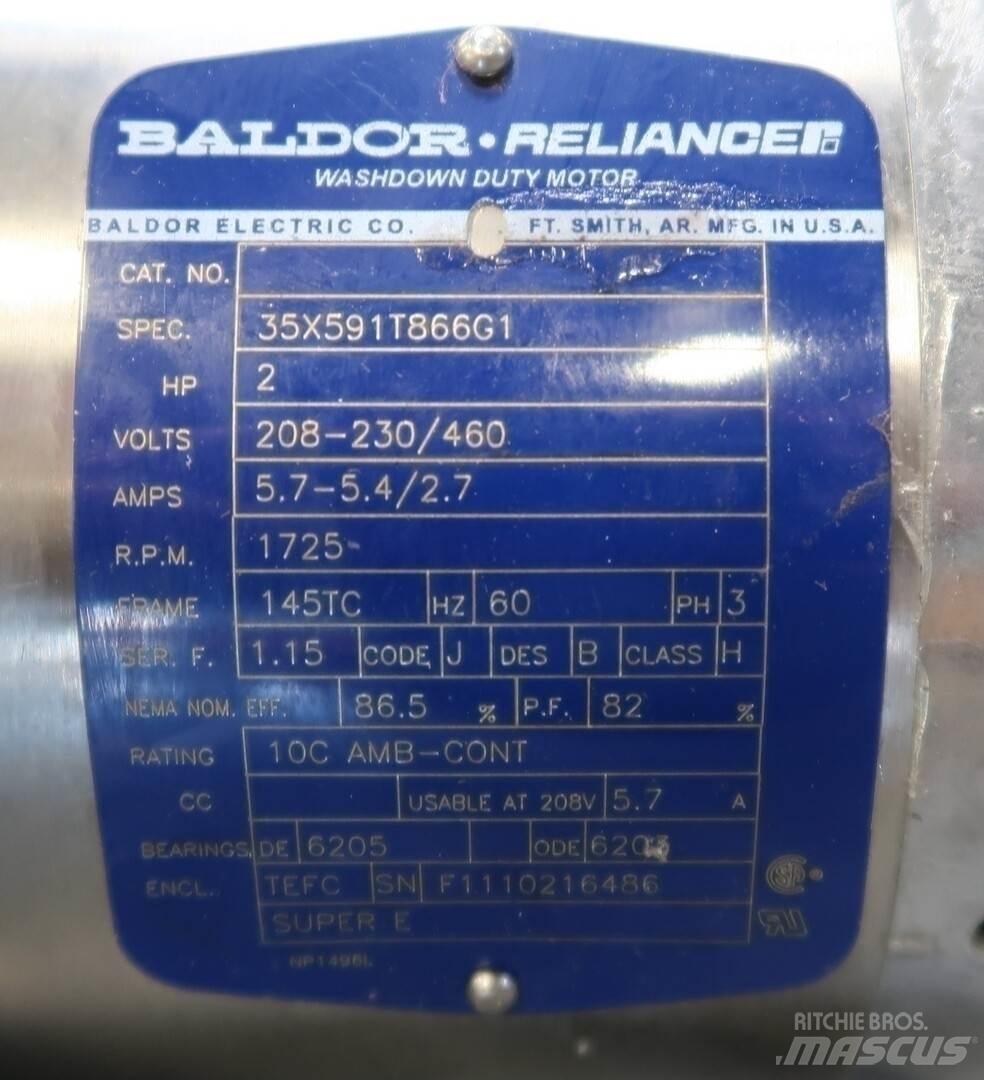 BALDOR • RELIANCE
WASHDOWN DUTY MOTOR
BALDOR ELECTRIC CO. FT. SMITH, AR. MFG. IN U.S.A.
CAT. NO.
SPEC. 35X591T866G1
HP 2
VOLTS 208-230/460
AMPS 5.7-5.4/2.7
R.P.M. 1725
FRAME 145TC HZ 60 PH 3
SER. F. 1.15 CODE J DES B CLASS H
NEMA NOM. EFF. 86.5 % P.F. 82 %
RATING 10C AMB-CONT
CC USABLE AT 208V 5.7 A
BEARINGS DE 6205 ODE 6203
ENCL. TEFC SN F1110216486
SUPER E
NP1496L
RITCHIE BROS.
MASCUS